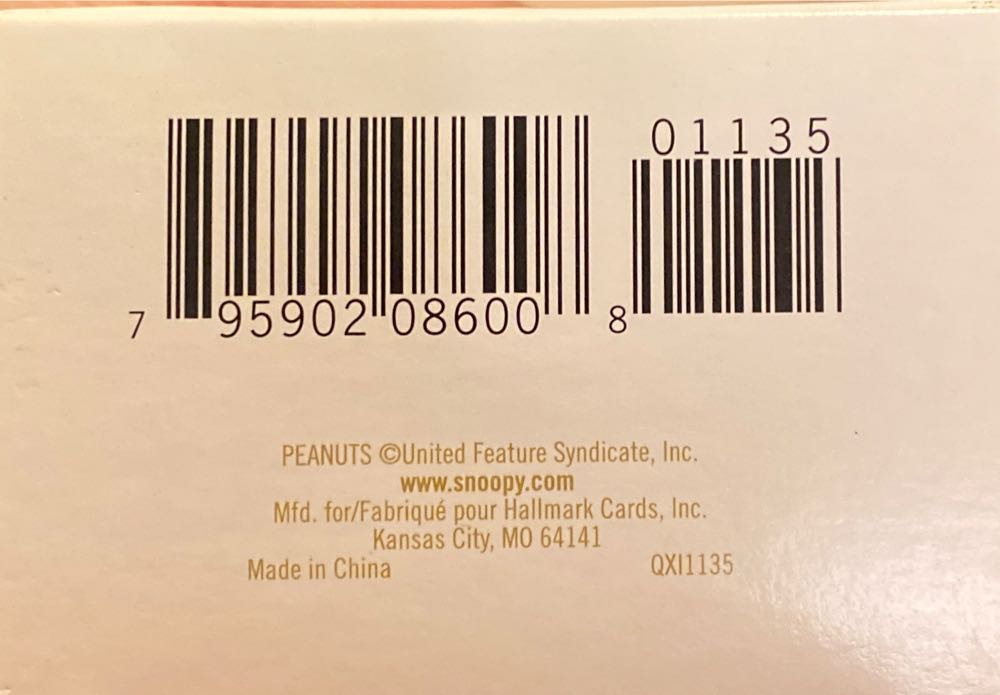 01135
7 95902 08600 8
PEANUTS ©United Feature Syndicate, Inc.
www.snoopy.com
Mfd. for/Fabriqué pour Hallmark Cards, Inc.
Kansas City, MO 64141
Made in China QXI1135